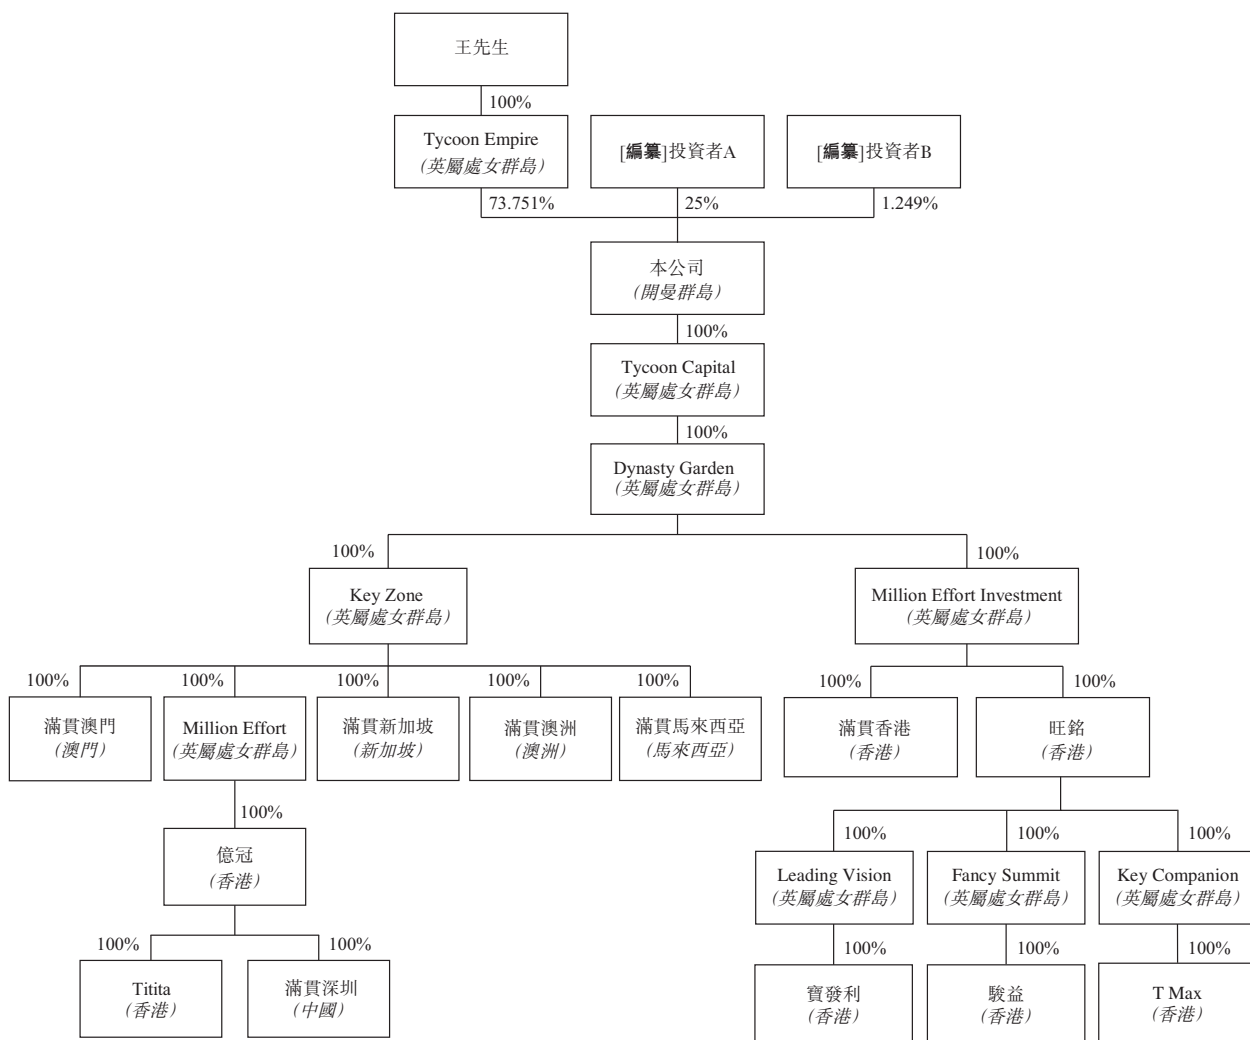 王先生
100%
Tycoon Empire
(英屬處女群島)
[編纂]投資者A
[編纂]投資者B
73.751%
25%
1.249%
本公司
(開曼群島)
100%
Tycoon Capital
(英屬處女群島)
100%
Dynasty Garden
(英屬處女群島)
100%
100%
Key Zone
(英屬處女群島)
Million Effort Investment
(英屬處女群島)
100%
100%
100%
100%
100%
100%
100%
滿貫澳門
(澳門)
Million Effort
(英屬處女群島)
滿貫新加坡
(新加坡)
滿貫澳洲
(澳洲)
滿貫馬來西亞
(馬來西亞)
滿貫香港
(香港)
旺銘
(香港)
100%
億冠
(香港)
100%
100%
100%
Leading Vision
(英屬處女群島)
Fancy Summit
(英屬處女群島)
Key Companion
(英屬處女群島)
100%
100%
100%
100%
100%
Titita
(香港)
滿貫深圳
(中國)
寶發利
(香港)
駿益
(香港)
T Max
(香港)